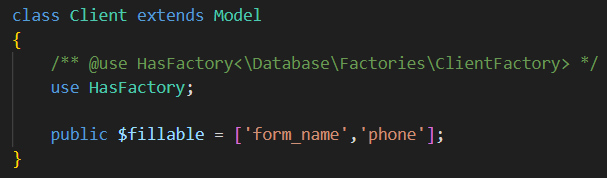 class Client extends Model
{
    /** @use HasFactory<\Database\Factories\ClientFactory> */
    use HasFactory;

    public $fillable = ['form_name','phone'];
}